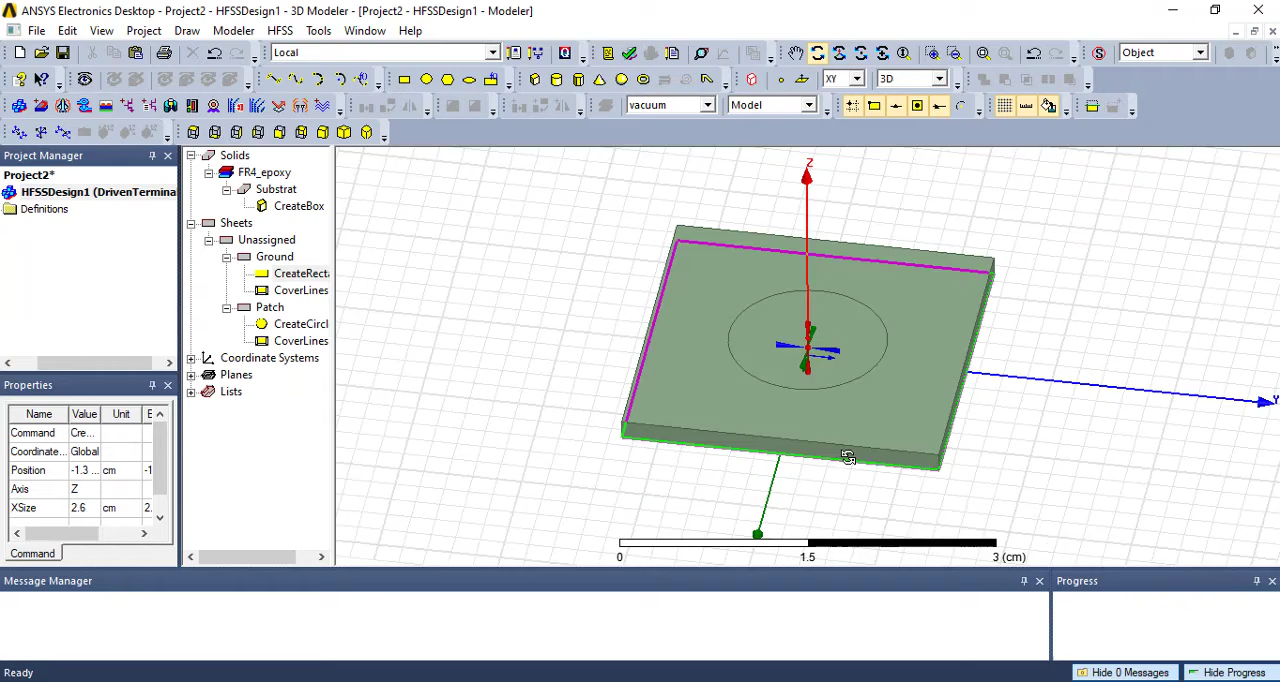 ANSYS Electronics Desktop - Project2 - HFSSDesign1 - 3D Modeler - [Project2 - HFSSDesign1 - Modeler]
File Edit View Project Draw Modeler HFSS Tools Window Help
Local
Object
XY
3D
vacuum
Model
Project Manager
Project2*
HFSSDesign1 (DrivenTermina
Definitions
Properties
Name Value Unit E
Command Cre...
Coordinate... Global
Position -1.3 ... cm -1
Axis Z
XSize 2.6 cm 2.
Command
Solids
FR4_epoxy
Substrat
CreateBox
Sheets
Unassigned
Ground
CreateRect
CoverLines
Patch
CreateCircl
CoverLines
Coordinate Systems
Planes
Lists
Z
Y
0 1.5 3 (cm)
Message Manager
Progress
Ready
Hide 0 Messages
Hide Progress